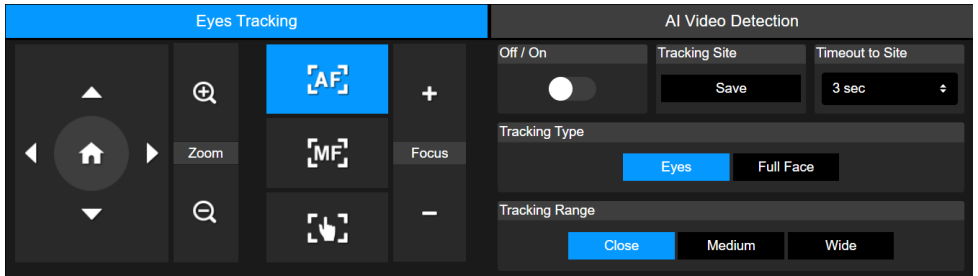 Eyes Tracking
AI Video Detection
Off / On
Tracking Site
Timeout to Site
Save
3 sec
AF
Zoom
MF
Focus
Tracking Type
Eyes
Full Face
Tracking Range
Close
Medium
Wide